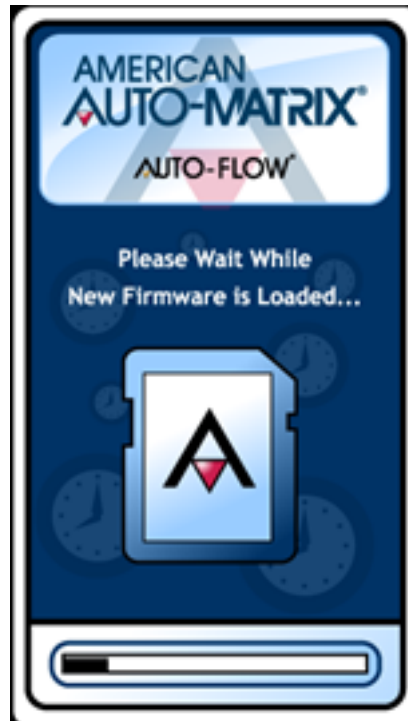 AMERICAN
AUTO-MATRIX®
AUTO-FLOW®
Please Wait While
New Firmware is Loaded...